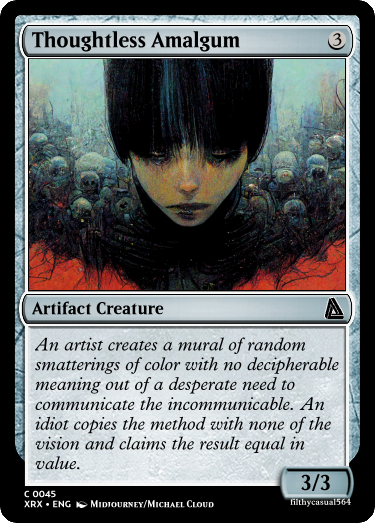 Thoughtless Amalgum 3
Artifact Creature
An artist creates a mural of random
smatterings of color with no decipherable
meaning out of a desperate need to
communicate the incommunicable. An
idiot copies the method with none of the
vision and claims the result equal in
value.
3/3
C 0045
XRX • ENG Midjourney/Michael Cloud
filthycasual564